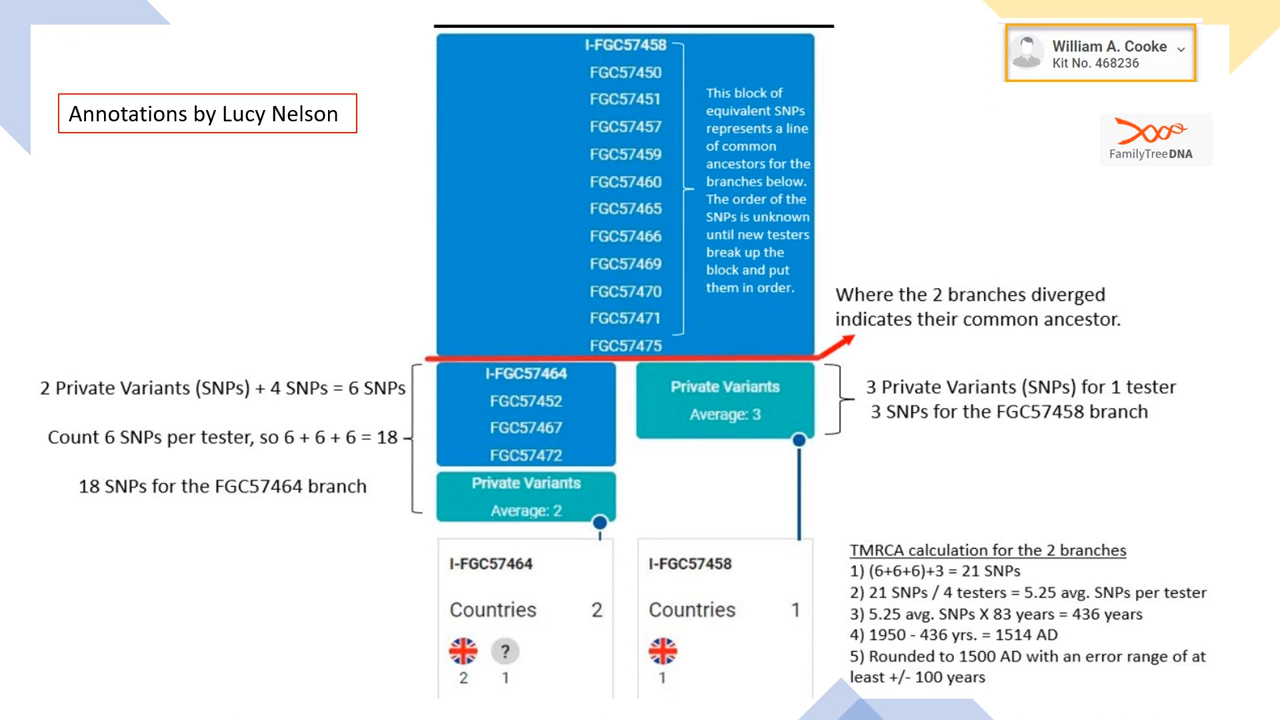 Annotations by Lucy Nelson
William A. Cooke
Kit No. 468236
FamilyTreeDNA
I-FGC57458
FGC57450
FGC57451
FGC57457
FGC57459
FGC57460
FGC57465
FGC57466
FGC57469
FGC57470
FGC57471
FGC57475
This block of
equivalent SNPs
represents a line
of common
ancestors for the
branches below.
The order of the
SNPs is unknown
until new testers
break up the
block and put
them in order.
Where the 2 branches diverged
indicates their common ancestor.
2 Private Variants (SNPs) + 4 SNPs = 6 SNPs
Count 6 SNPs per tester, so 6 + 6 + 6 = 18
18 SNPs for the FGC57464 branch
I-FGC57464
FGC57452
FGC57467
FGC57472
Private Variants
Average: 2
Private Variants
Average: 3
3 Private Variants (SNPs) for 1 tester
3 SNPs for the FGC57458 branch
I-FGC57464
Countries 2
?
2 1
I-FGC57458
Countries 1
1
TMRCA calculation for the 2 branches
1) (6+6+6)+3 = 21 SNPs
2) 21 SNPs / 4 testers = 5.25 avg. SNPs per tester
3) 5.25 avg. SNPs X 83 years = 436 years
4) 1950 - 436 yrs. = 1514 AD
5) Rounded to 1500 AD with an error range of at
least +/- 100 years